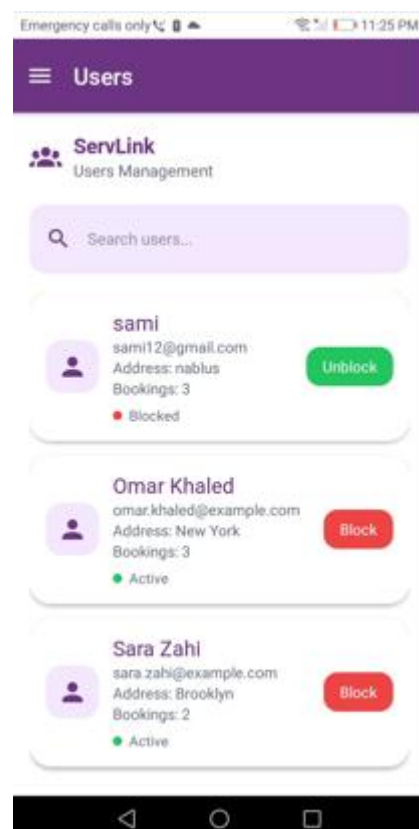 Emergency calls only
11:25 PM
Users
ServLink
Users Management
Search users...
sami
sami12@gmail.com
Address: nablus
Bookings: 3
Blocked
Unblock
Omar Khaled
omar.khaled@example.com
Address: New York
Bookings: 3
Active
Block
Sara Zahi
sara.zahi@example.com
Address: Brooklyn
Bookings: 2
Active
Block